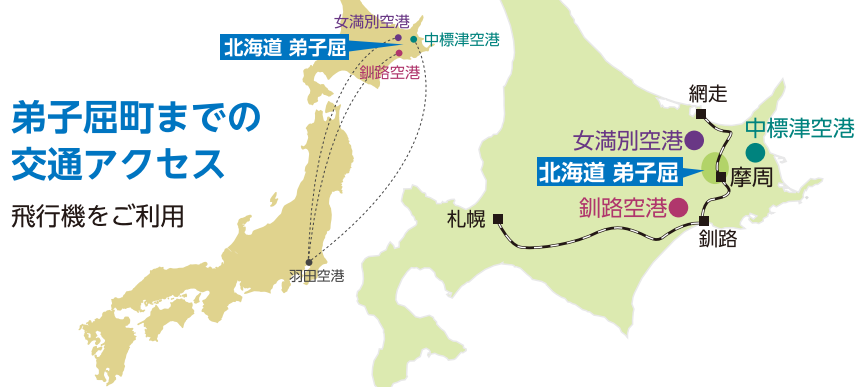 弟子屈町までの
交通アクセス
飛行機をご利用
女満別空港
北海道 弟子屈
中標津空港
釧路空港
羽田空港
網走
女満別空港
中標津空港
北海道 弟子屈
摩周
釧路空港
札幌
釧路